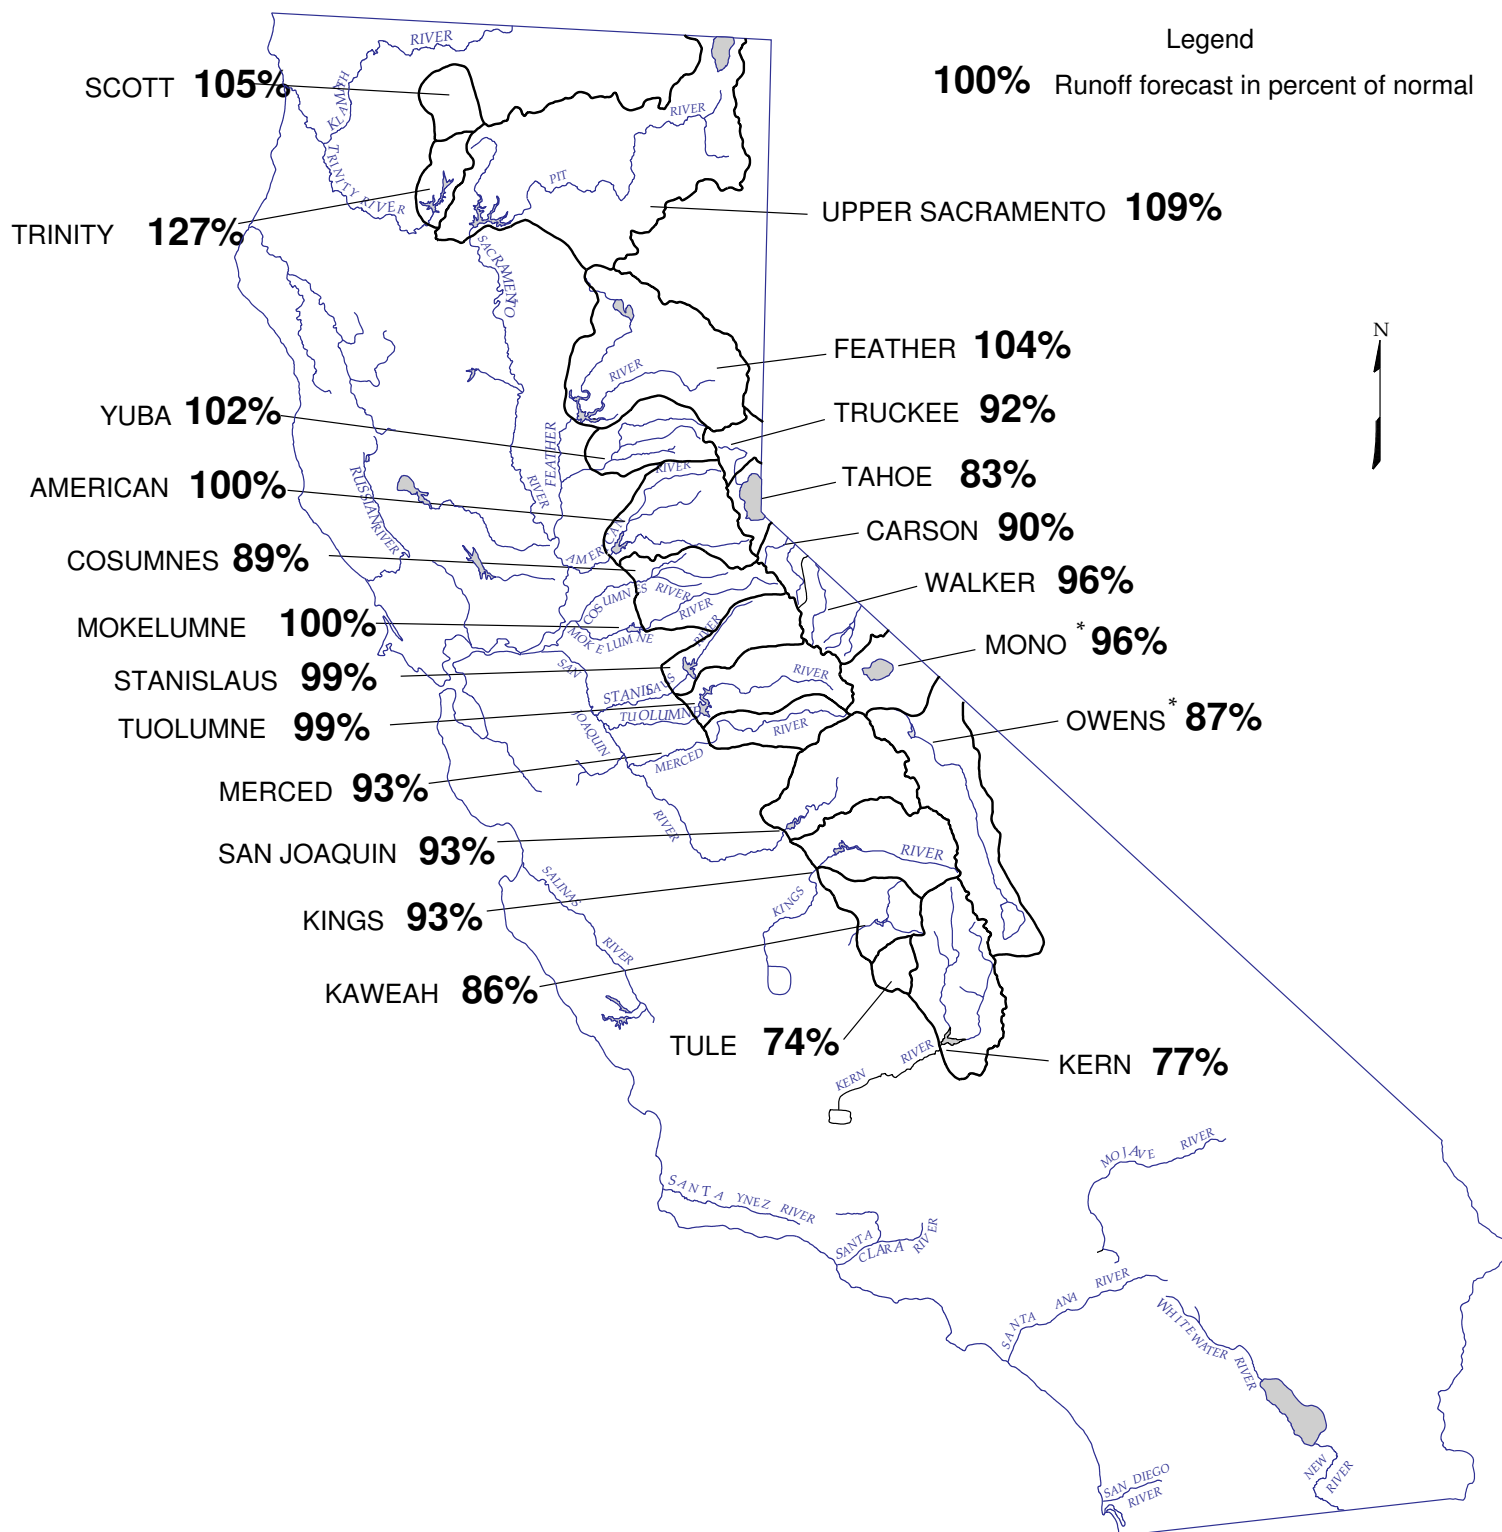 Legend
100% Runoff forecast in percent of normal
N
SCOTT 105%
TRINITY 127%
UPPER SACRAMENTO 109%
FEATHER 104%
YUBA 102%
TRUCKEE 92%
AMERICAN 100%
TAHOE 83%
CARSON 90%
COSUMNES 89%
WALKER 96%
MOKELUMNE 100%
MONO * 96%
STANISLAUS 99%
TUOLUMNE 99%
OWENS * 87%
MERCED 93%
SAN JOAQUIN 93%
KINGS 93%
KAWEAH 86%
TULE 74%
KERN 77%
KLAMATH
RIVER
TRINITY RIVER
PIT
RIVER
SACRAMENTO
RIVER
FEATHER
RIVER
RIVER
AMERICAN
RUSSIAN
RIVER
COSUMNES RIVER
MOKELUMNE
RIVER
STANISLAUS
RIVER
TUOLUMNE
RIVER
MERCED
RIVER
SAN
JOAQUIN
RIVER
KINGS
RIVER
SALINAS
RIVER
KERN
RIVER
SANTA YNEZ RIVER
SANTA
CLARA
RIVER
MOJAVE RIVER
SANTA ANA RIVER
WHITEWATER
RIVER
NEW
RIVER
SAN DIEGO
RIVER